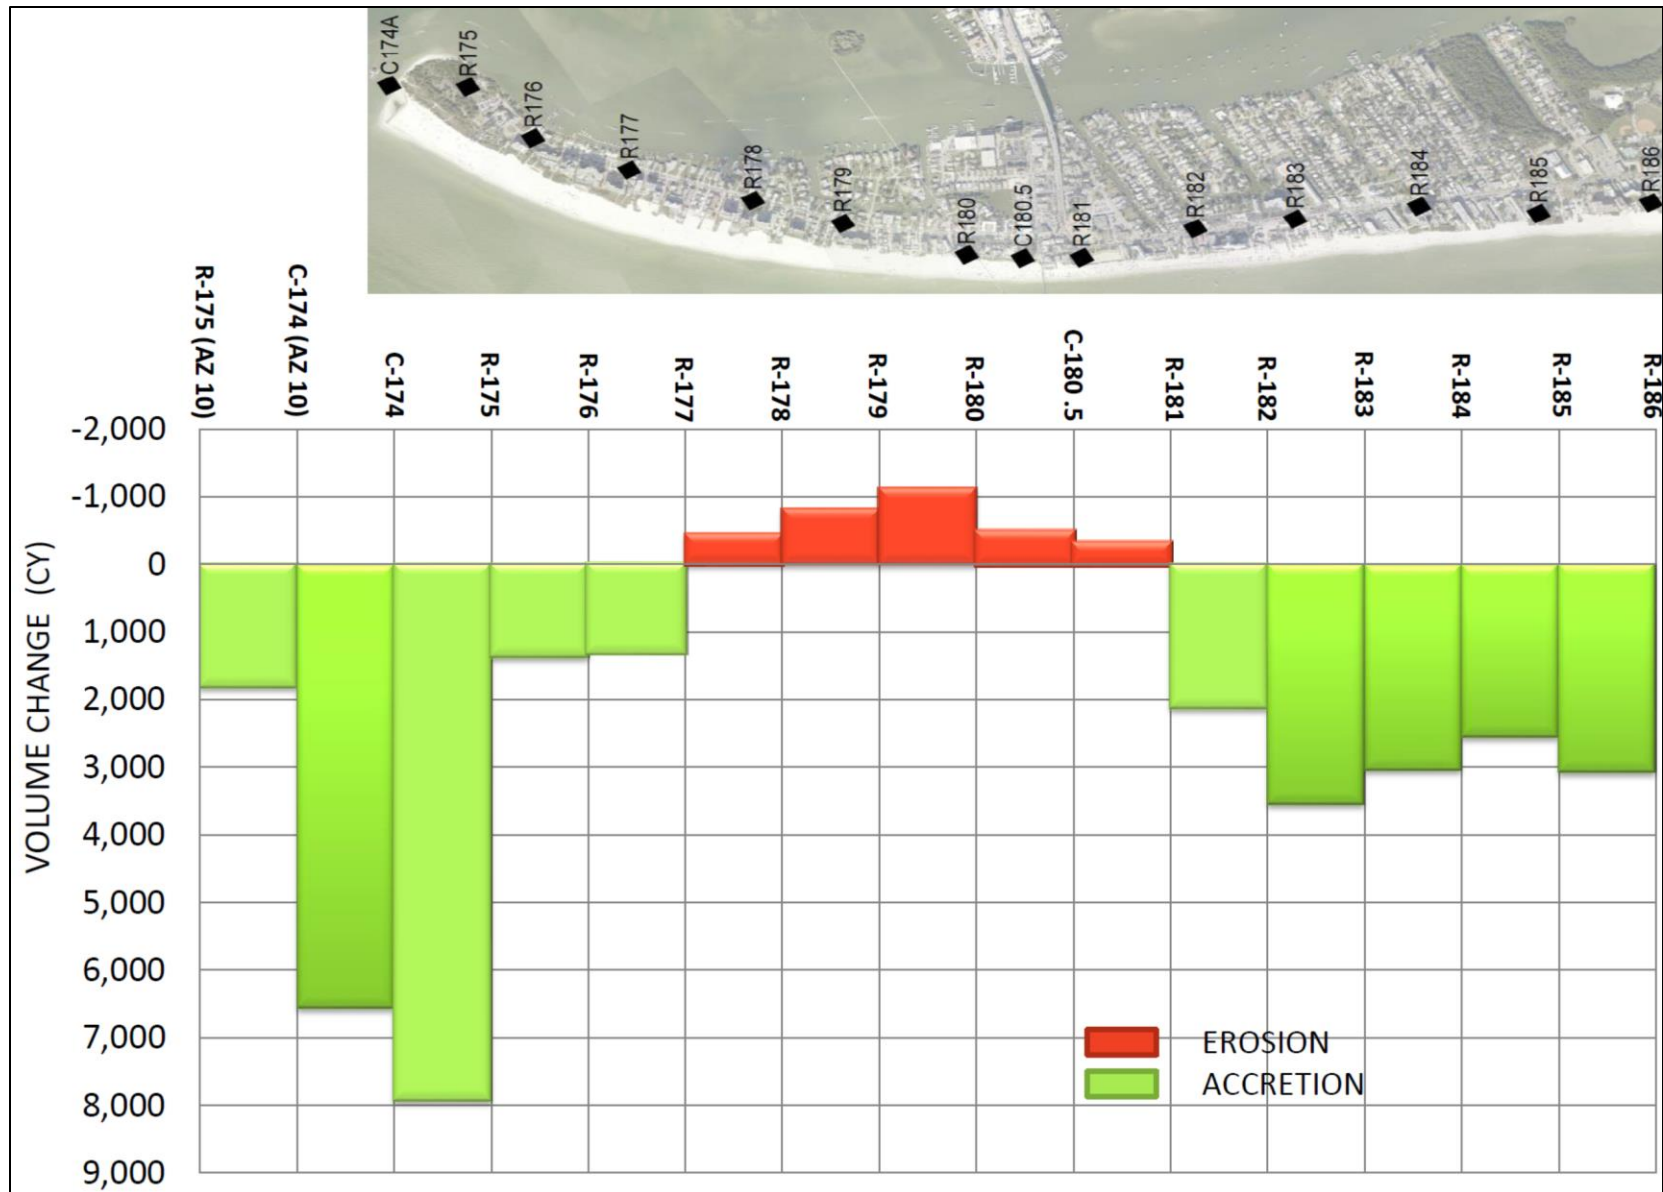 C174A
R175
R176
R177
R178
R179
R180
C180.5
R181
R182
R183
R184
R185
R186
R-175 (AZ 10)
C-174 (AZ 10)
C-174
R-175
R-176
R-177
R-178
R-179
R-180
C-180 .5
R-181
R-182
R-183
R-184
R-185
R-186
VOLUME CHANGE (CY)
-2,000
-1,000
0
1,000
2,000
3,000
4,000
5,000
6,000
7,000
8,000
9,000
EROSION
ACCRETION